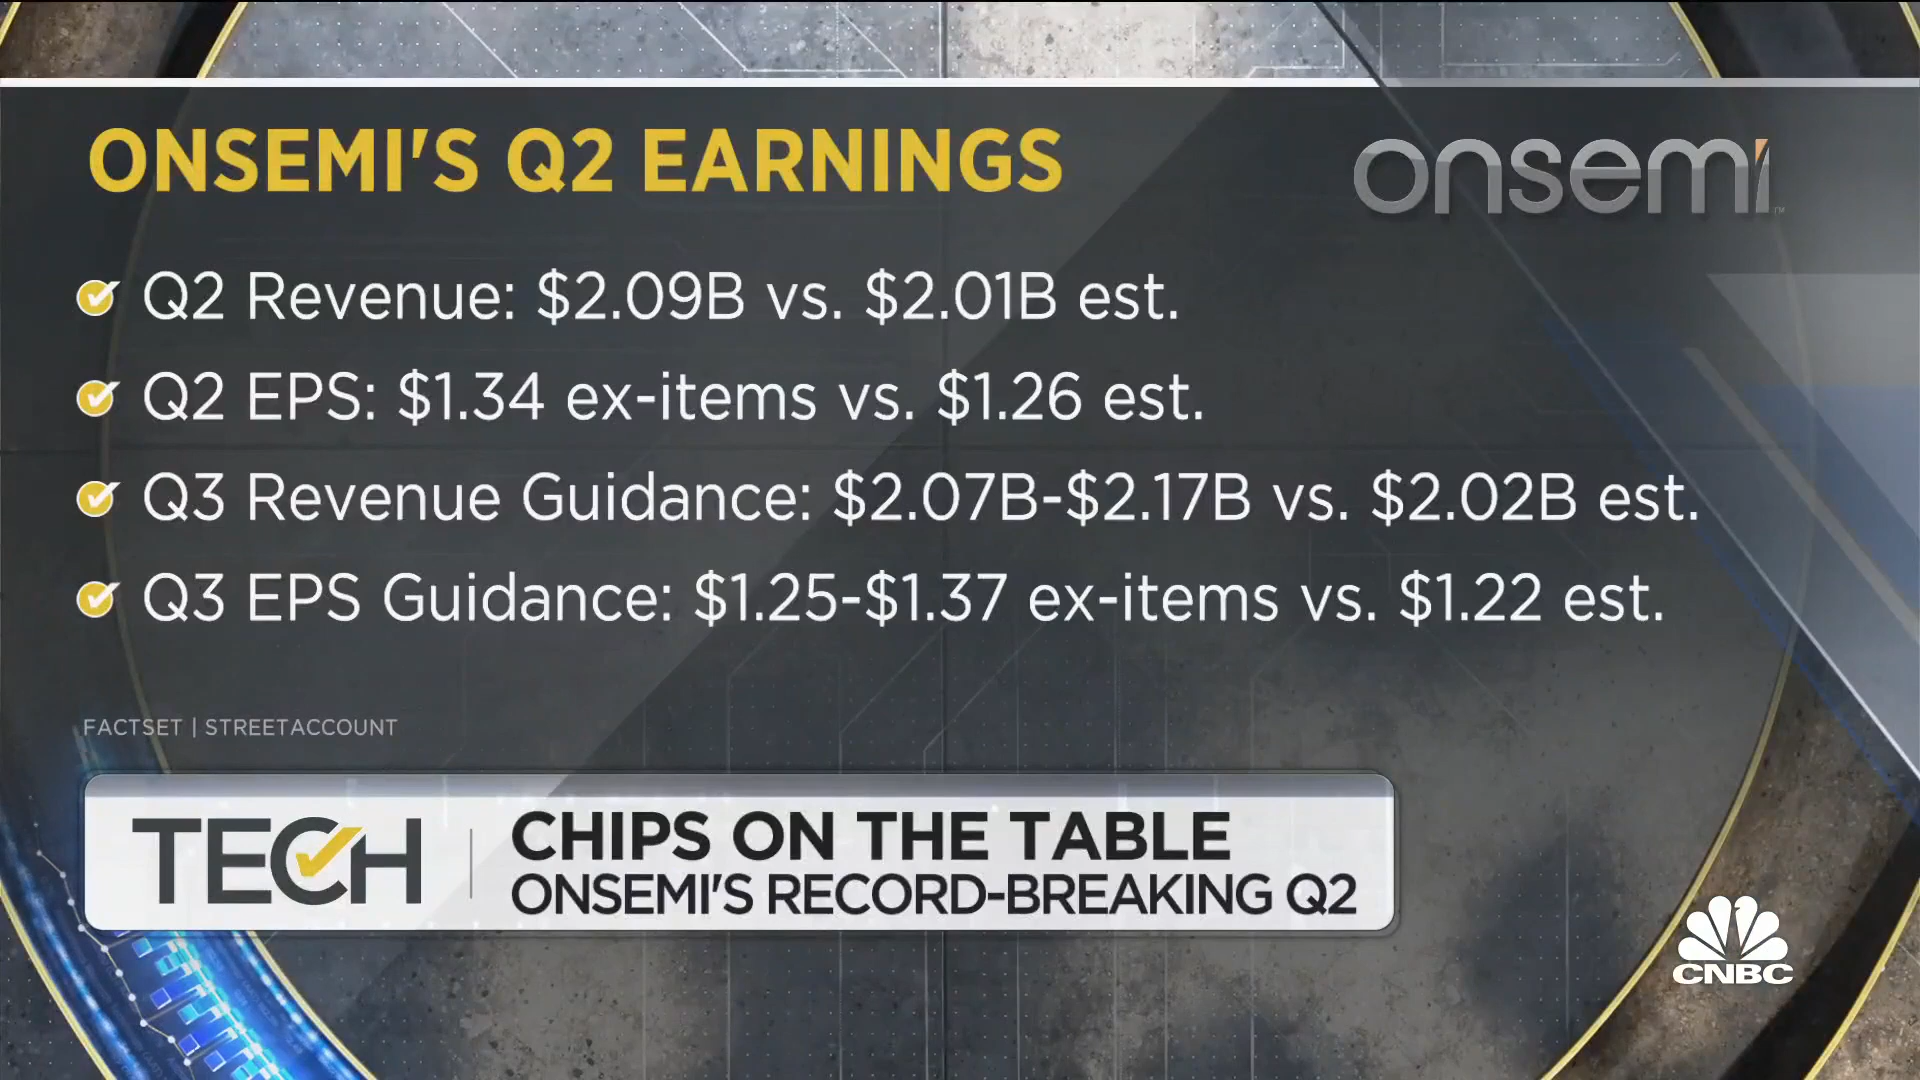 ONSEMI'S Q2 EARNINGS
onsemi™
Q2 Revenue: $2.09B vs. $2.01B est.
Q2 EPS: $1.34 ex-items vs. $1.26 est.
Q3 Revenue Guidance: $2.07B-$2.17B vs. $2.02B est.
Q3 EPS Guidance: $1.25-$1.37 ex-items vs. $1.22 est.
FACTSET | STREETACCOUNT
TECH
CHIPS ON THE TABLE
ONSEMI'S RECORD-BREAKING Q2
CNBC